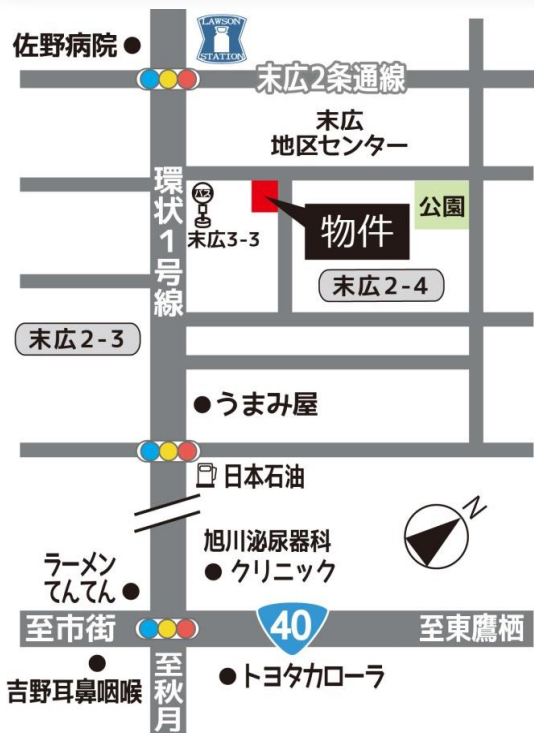 佐野病院
LAWSON
STATION
末広2条通線
末広
地区センター
環状1号線
バス
末広3-3
物件
公園
末広2-4
末広2-3
うまみ屋
日本石油
N
旭川泌尿器科
クリニック
ラーメン
てんてん
至市街
40
至東鷹栖
吉野耳鼻咽喉
至秋月
トヨタカローラ